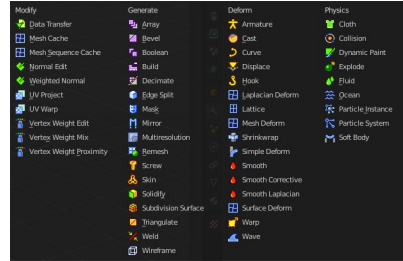 Modify
Data Transfer
Mesh Cache
Mesh Sequence Cache
Normal Edit
Weighted Normal
UV Project
UV Warp
Vertex Weight Edit
Vertex Weight Mix
Vertex Weight Proximity
Generate
Array
Bevel
Boolean
Build
Decimate
Edge Split
Mask
Mirror
Multiresolution
Remesh
Screw
Skin
Solidify
Subdivision Surface
Triangulate
Weld
Wireframe
Deform
Armature
Cast
Curve
Displace
Hook
Laplacian Deform
Lattice
Mesh Deform
Shrinkwrap
Simple Deform
Smooth
Smooth Corrective
Smooth Laplacian
Surface Deform
Warp
Wave
Physics
Cloth
Collision
Dynamic Paint
Explode
Fluid
Ocean
Particle Instance
Particle System
Soft Body